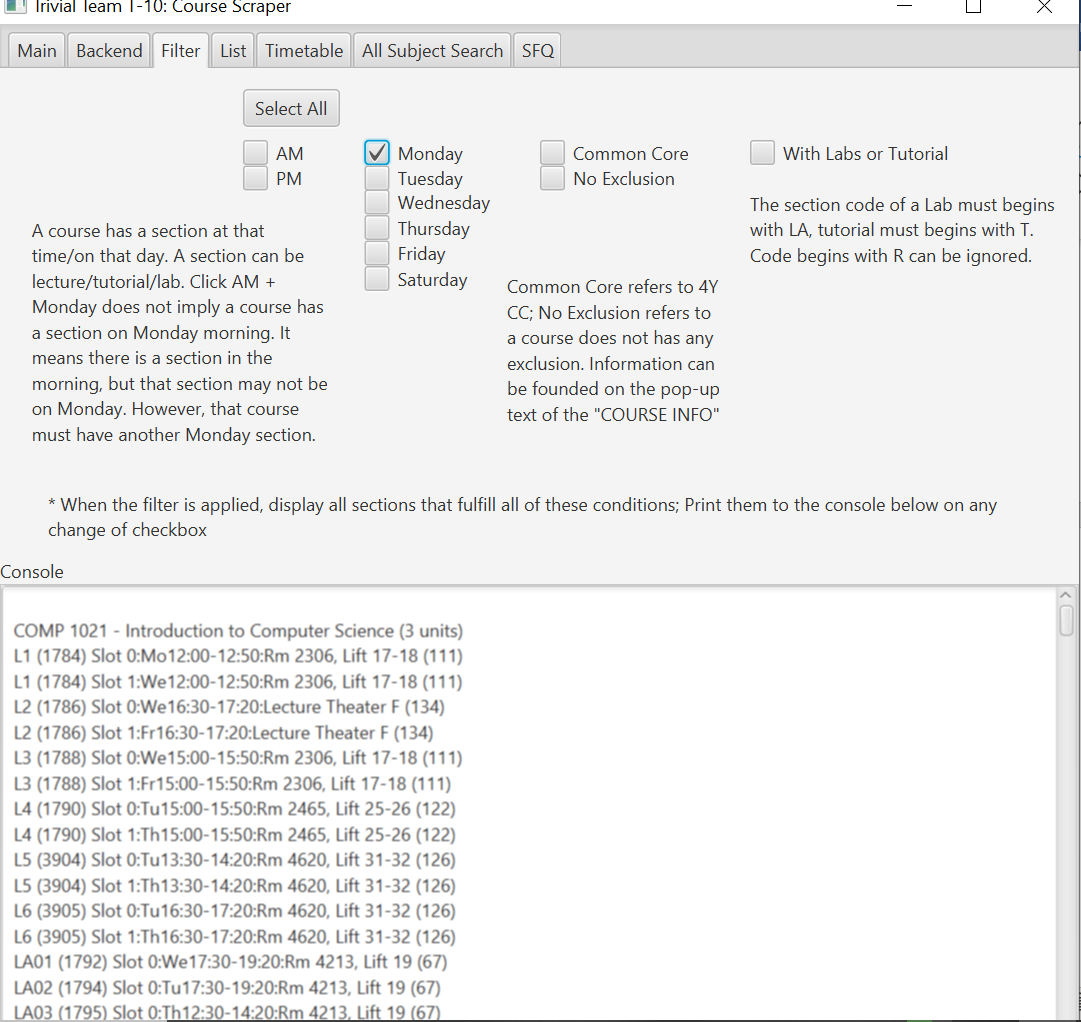 Trivial Team T-10: Course Scraper
Main Backend Filter List Timetable All Subject Search SFQ
Select All
AM
PM
Monday
Tuesday
Wednesday
Thursday
Friday
Saturday
Common Core
No Exclusion
With Labs or Tutorial
A course has a section at that
time/on that day. A section can be
lecture/tutorial/lab. Click AM +
Monday does not imply a course has
a section on Monday morning. It
means there is a section in the
morning, but that section may not be
on Monday. However, that course
must have another Monday section.
Common Core refers to 4Y
CC; No Exclusion refers to
a course does not has any
exclusion. Information can
be founded on the pop-up
text of the "COURSE INFO"
The section code of a Lab must begins
with LA, tutorial must begins with T.
Code begins with R can be ignored.
* When the filter is applied, display all sections that fulfill all of these conditions; Print them to the console below on any
change of checkbox
Console
COMP 1021 - Introduction to Computer Science (3 units)
L1 (1784) Slot 0:Mo12:00-12:50:Rm 2306, Lift 17-18 (111)
L1 (1784) Slot 1:We12:00-12:50:Rm 2306, Lift 17-18 (111)
L2 (1786) Slot 0:We16:30-17:20:Lecture Theater F (134)
L2 (1786) Slot 1:Fr16:30-17:20:Lecture Theater F (134)
L3 (1788) Slot 0:We15:00-15:50:Rm 2306, Lift 17-18 (111)
L3 (1788) Slot 1:Fr15:00-15:50:Rm 2306, Lift 17-18 (111)
L4 (1790) Slot 0:Tu15:00-15:50:Rm 2465, Lift 25-26 (122)
L4 (1790) Slot 1:Th15:00-15:50:Rm 2465, Lift 25-26 (122)
L5 (3904) Slot 0:Tu13:30-14:20:Rm 4620, Lift 31-32 (126)
L5 (3904) Slot 1:Th13:30-14:20:Rm 4620, Lift 31-32 (126)
L6 (3905) Slot 0:Tu16:30-17:20:Rm 4620, Lift 31-32 (126)
L6 (3905) Slot 1:Th16:30-17:20:Rm 4620, Lift 31-32 (126)
LA01 (1792) Slot 0:We17:30-19:20:Rm 4213, Lift 19 (67)
LA02 (1794) Slot 0:Tu17:30-19:20:Rm 4213, Lift 19 (67)
LA03 (1795) Slot 0:Th12:30-14:20:Rm 4213, Lift 19 (67)